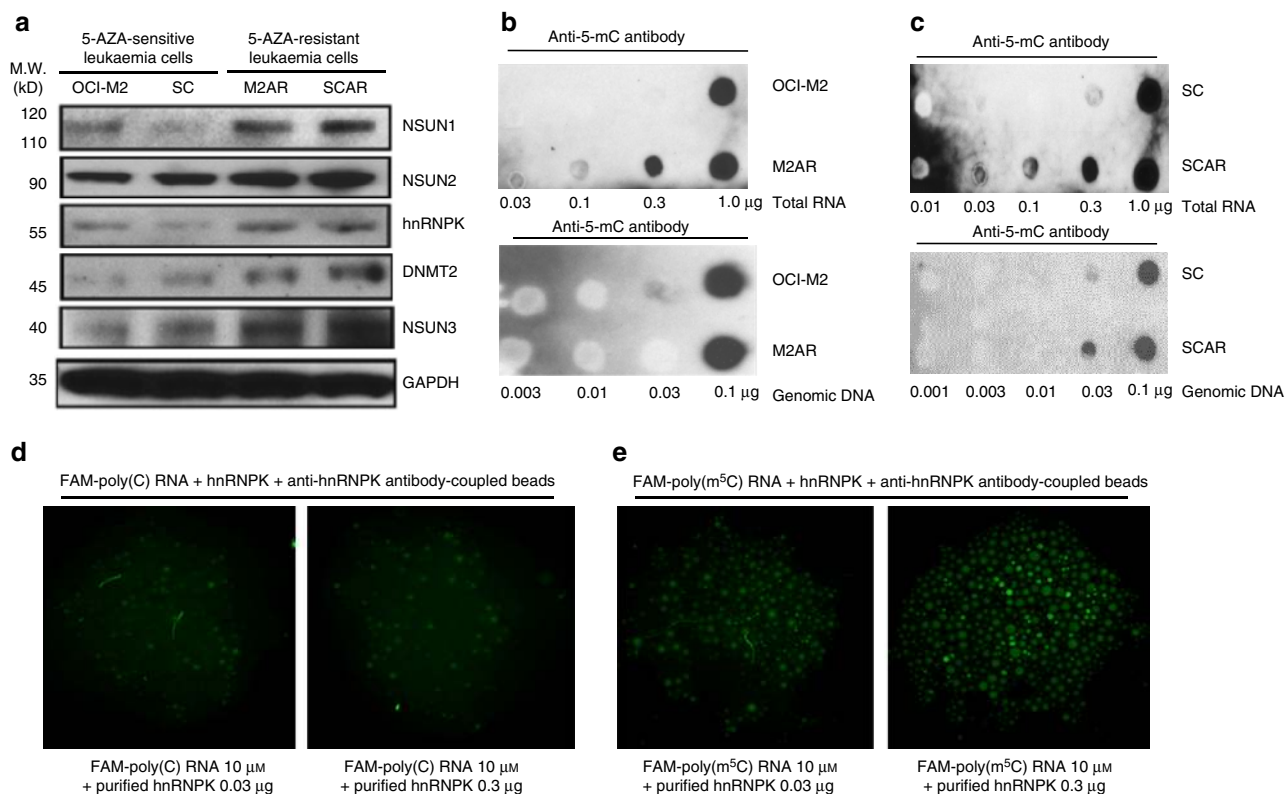 a
5-AZA-sensitive
leukaemia cells
5-AZA-resistant
leukaemia cells
M.W.
(kD)
OCI-M2 SC M2AR SCAR
120
110
NSUN1
90
NSUN2
55
hnRNPK
45
DNMT2
40
NSUN3
35
GAPDH
b
Anti-5-mC antibody
OCI-M2
M2AR
0.03 0.1 0.3 1.0 µg Total RNA
Anti-5-mC antibody
OCI-M2
M2AR
0.003 0.01 0.03 0.1 µg Genomic DNA
c
Anti-5-mC antibody
SC
SCAR
0.01 0.03 0.1 0.3 1.0 µg Total RNA
Anti-5-mC antibody
SC
SCAR
0.001 0.003 0.01 0.03 0.1 µg Genomic DNA
d
FAM-poly(C) RNA + hnRNPK + anti-hnRNPK antibody-coupled beads
FAM-poly(C) RNA 10 µM
+ purified hnRNPK 0.03 µg
FAM-poly(C) RNA 10 µM
+ purified hnRNPK 0.3 µg
e
FAM-poly(m⁵C) RNA + hnRNPK + anti-hnRNPK antibody-coupled beads
FAM-poly(m⁵C) RNA 10 µM
+ purified hnRNPK 0.03 µg
FAM-poly(m⁵C) RNA 10 µM
+ purified hnRNPK 0.3 µg